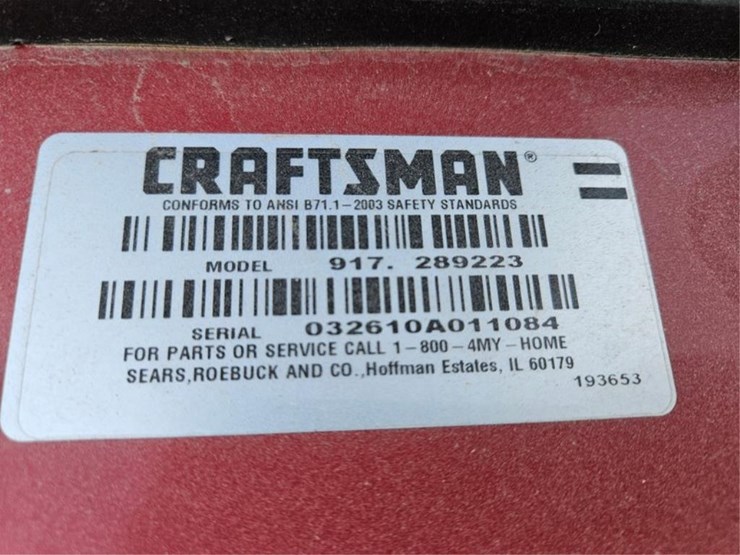 CRAFTSMAN®
CONFORMS TO ANSI B71.1-2003 SAFETY STANDARDS
MODEL 917. 289223
SERIAL 032610A011084
FOR PARTS OR SERVICE CALL 1-800-4MY-HOME
SEARS,ROEBUCK AND CO.,Hoffman Estates, IL 60179
193653